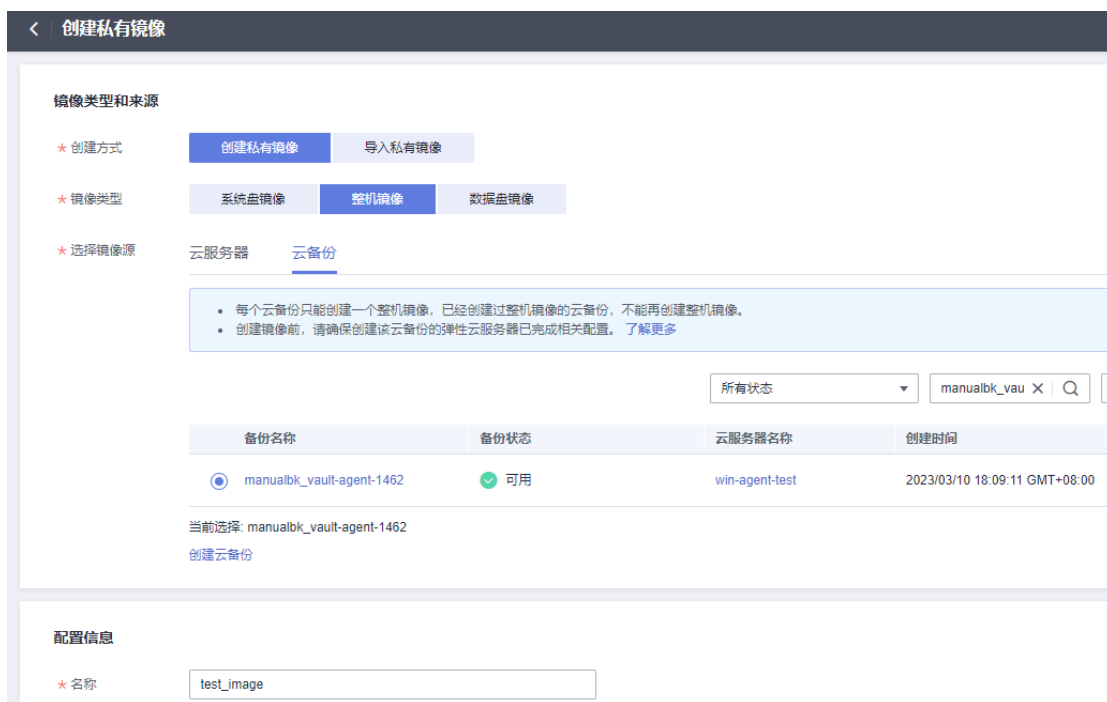 创建私有镜像
镜像类型和来源
* 创建方式 创建私有镜像 导入私有镜像
* 镜像类型 系统盘镜像 整机镜像 数据盘镜像
* 选择镜像源 云服务器 云备份
• 每个云备份只能创建一个整机镜像，已经创建过整机镜像的云备份，不能再创建整机镜像。
• 创建镜像前，请确保创建该云备份的弹性云服务器已完成相关配置。 了解更多
所有状态 manualbk_vau
备份名称 备份状态 云服务器名称 创建时间
manualbk_vault-agent-1462 可用 win-agent-test 2023/03/10 18:09:11 GMT+08:00
当前选择: manualbk_vault-agent-1462
创建云备份
配置信息
* 名称 test_image